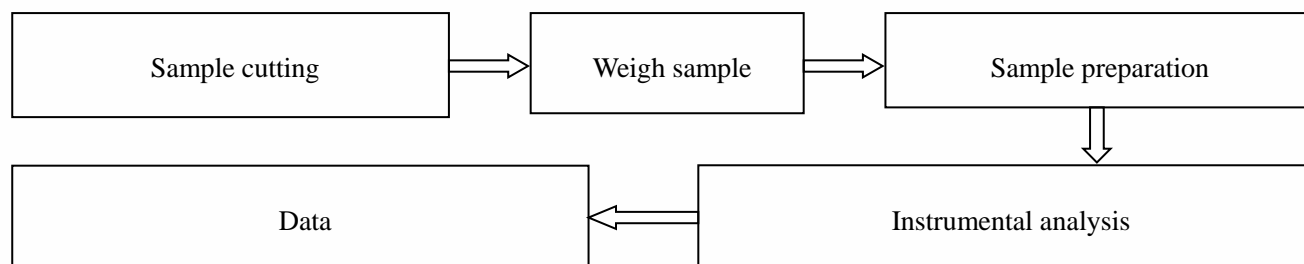 Sample cutting
Weigh sample
Sample preparation
Instrumental analysis
Data